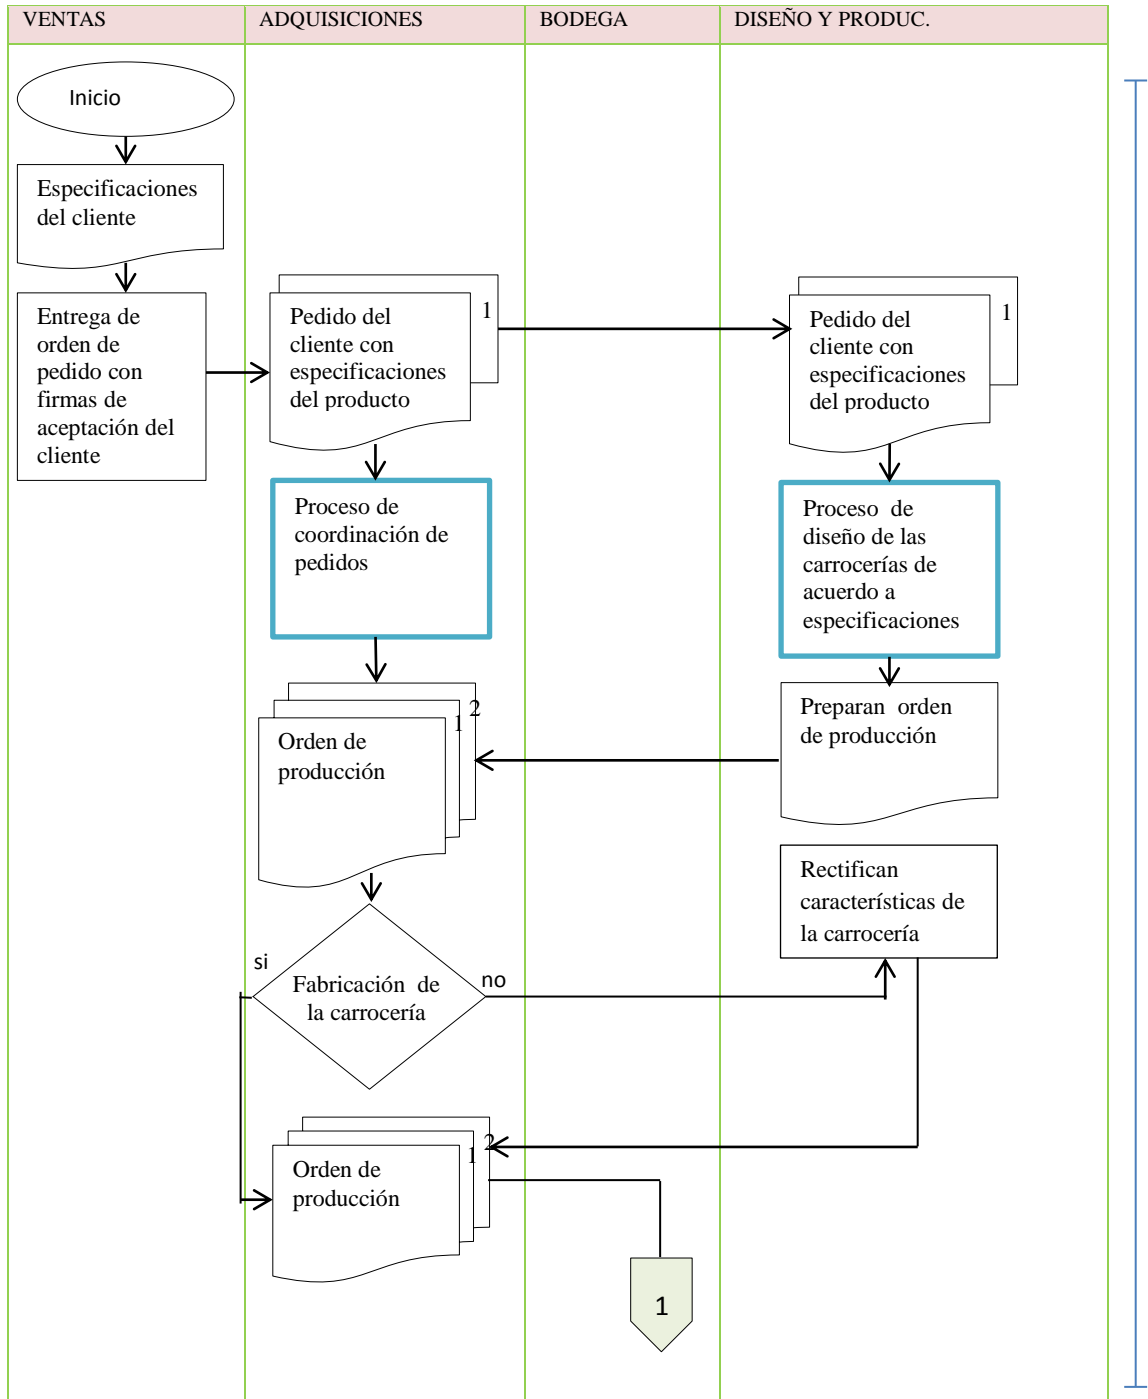 VENTAS
ADQUISICIONES
BODEGA
DISEÑO Y PRODUC.
Inicio
Especificaciones
del cliente
Entrega de
orden de
pedido con
firmas de
aceptación del
cliente
Pedido del
cliente con
especificaciones
del producto
1
Pedido del
cliente con
especificaciones
del producto
1
Proceso de
coordinación de
pedidos
Proceso de
diseño de las
carrocerías de
acuerdo a
especificaciones
Orden de
producción
1
2
Preparan orden
de producción
Rectifican
características de
la carrocería
si
Fabricación de
la carrocería
no
Orden de
producción
1
2
1